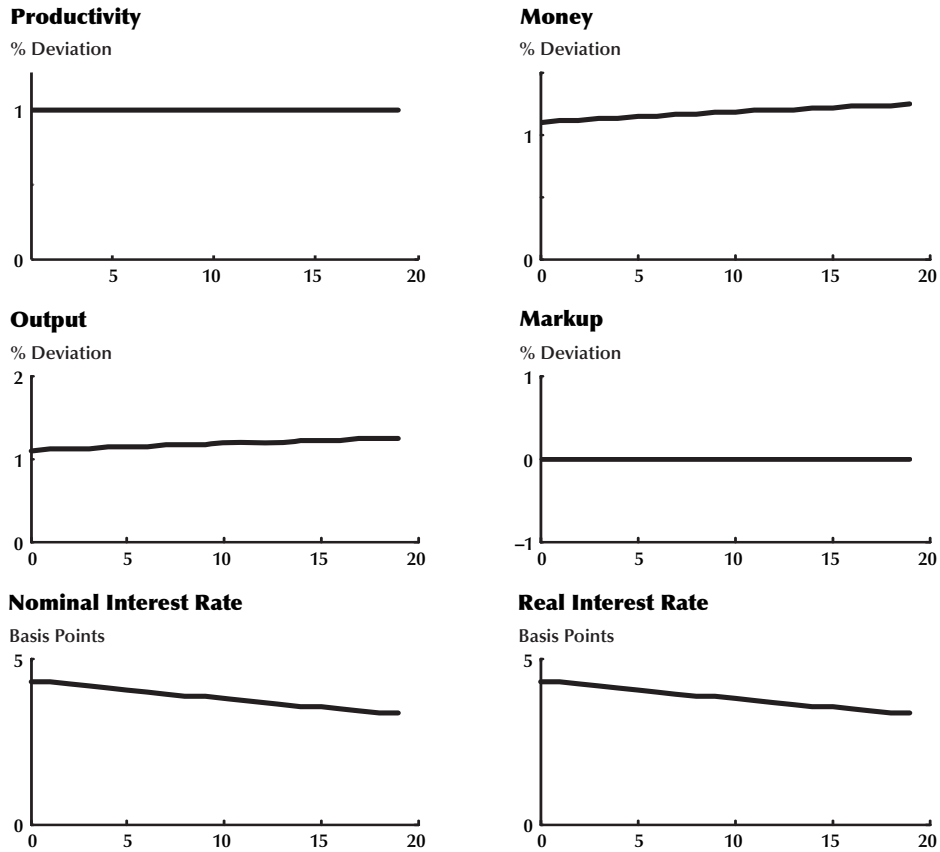 Productivity
% Deviation
1
0
5 10 15 20
Money
% Deviation
1
0
0 5 10 15 20
Output
% Deviation
2
1
0
0 5 10 15 20
Markup
% Deviation
1
0
–1
0 5 10 15 20
Nominal Interest Rate
Basis Points
5
0
0 5 10 15 20
Real Interest Rate
Basis Points
5
0
0 5 10 15 20